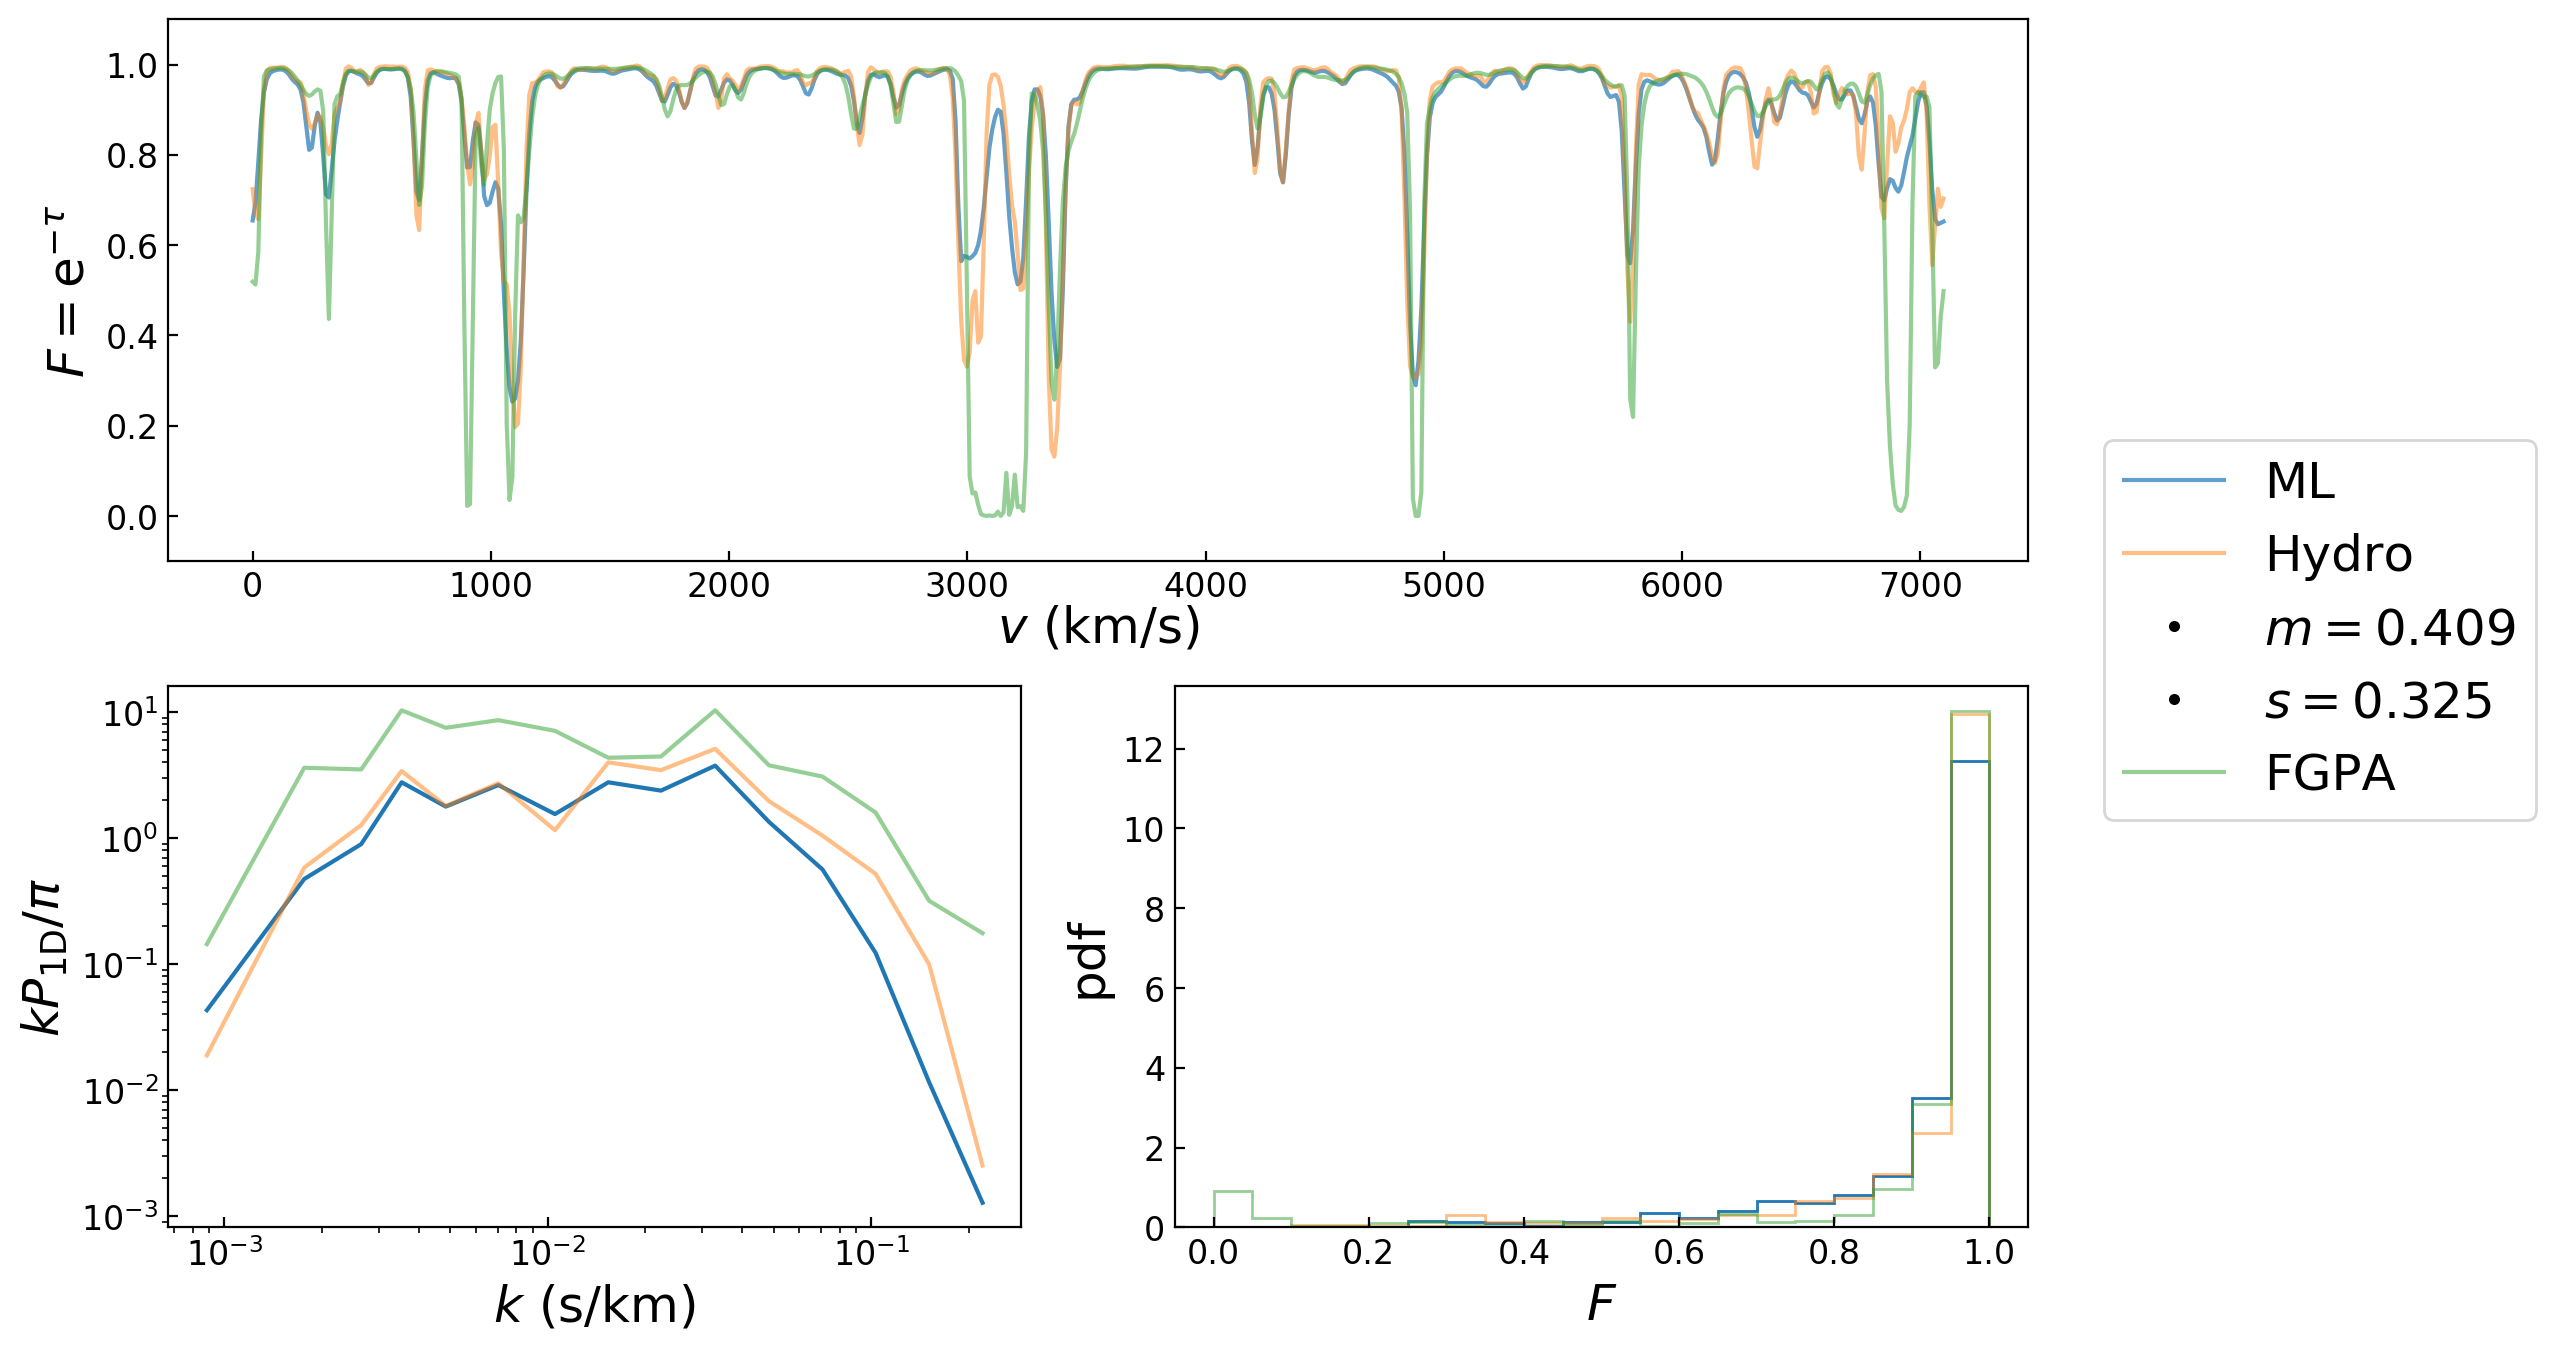 1.0
0.8
0.6
0.4
0.2
0.0
F = e^{−τ}
0 1000 2000 3000 4000 5000 6000 7000
v (km/s)
ML
Hydro
m = 0.409
s = 0.325
FGPA
10^1
10^0
10^{−1}
10^{−2}
10^{−3}
kP_{1D}/π
10^{−3} 10^{−2} 10^{−1}
k (s/km)
12
10
8
6
4
2
0
pdf
0.0 0.2 0.4 0.6 0.8 1.0
F